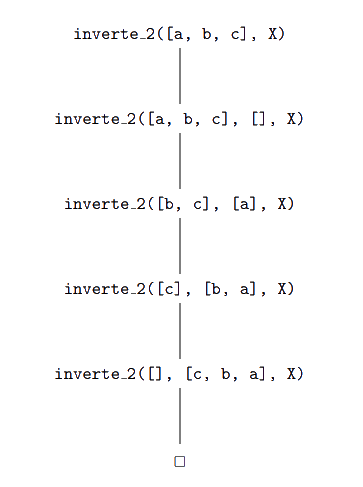 inverte_2([a, b, c], X)
inverte_2([a, b, c], [], X)
inverte_2([b, c], [a], X)
inverte_2([c], [b, a], X)
inverte_2([], [c, b, a], X)
□